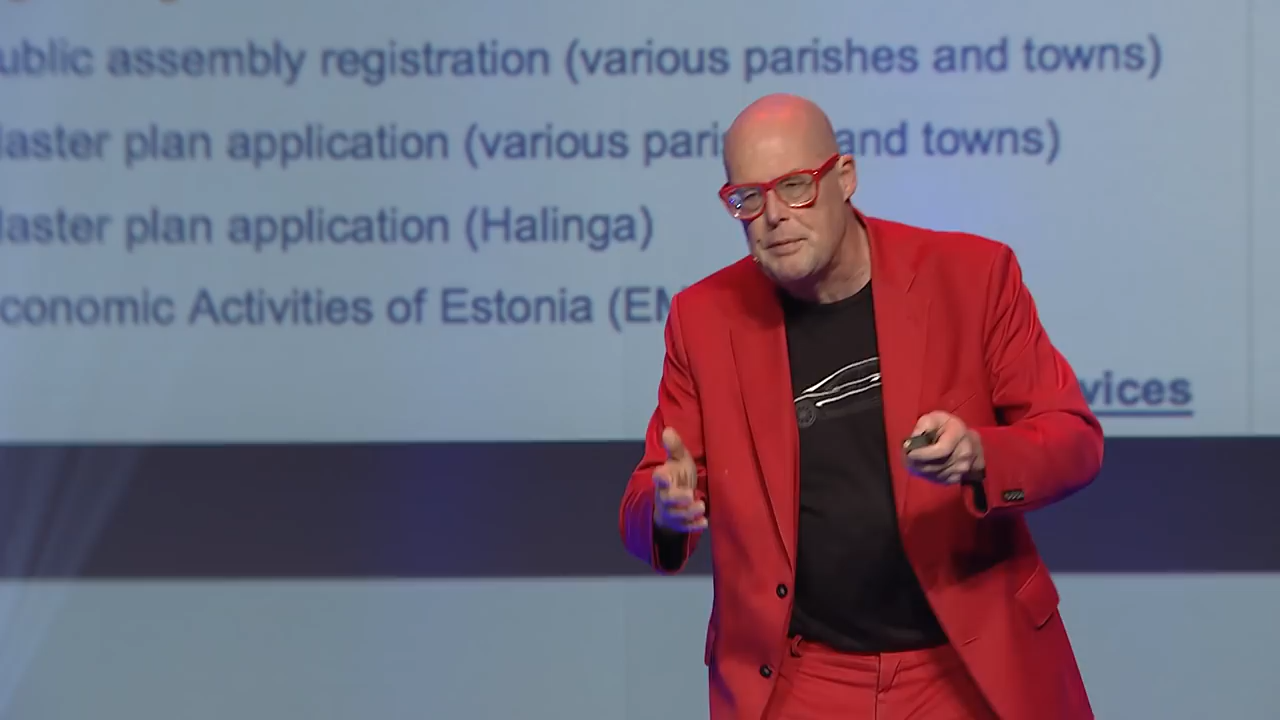 ublic assembly registration (various parishes and towns)
laster plan application (various pari and towns)
laster plan application (Halinga)
conomic Activities of Estonia (EM
vices